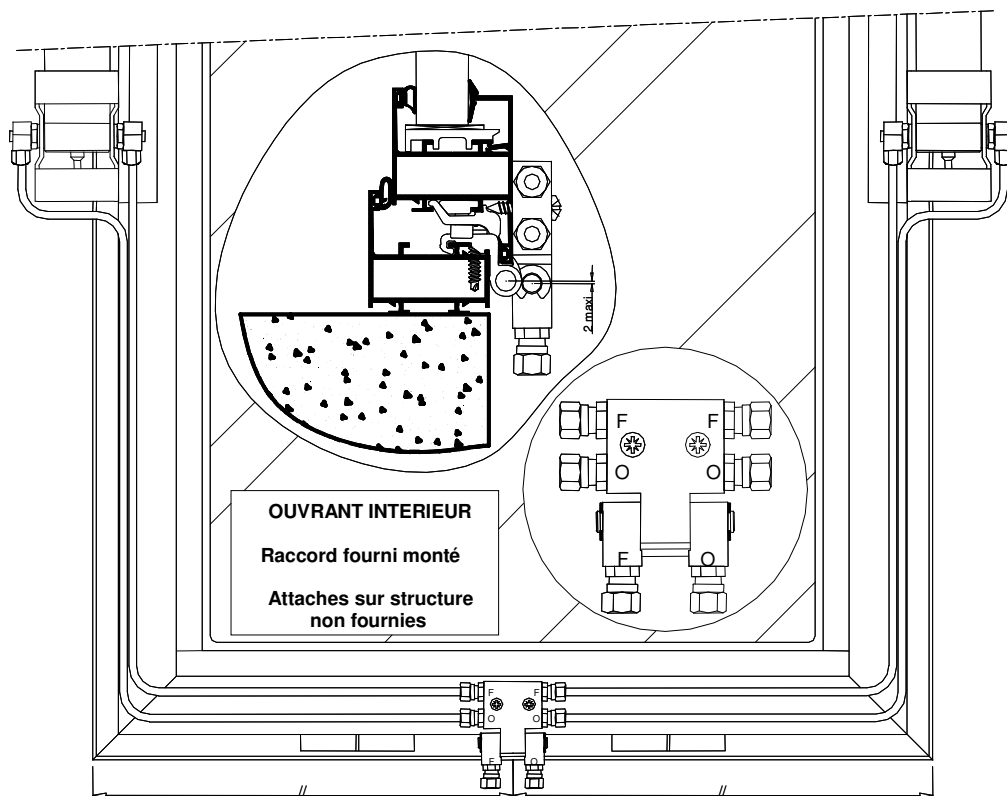 2 maxi
F F
O O
F O
OUVRANT INTERIEUR
Raccord fourni monté
Attaches sur structure
non fournies
F F
O O
F O
//
//